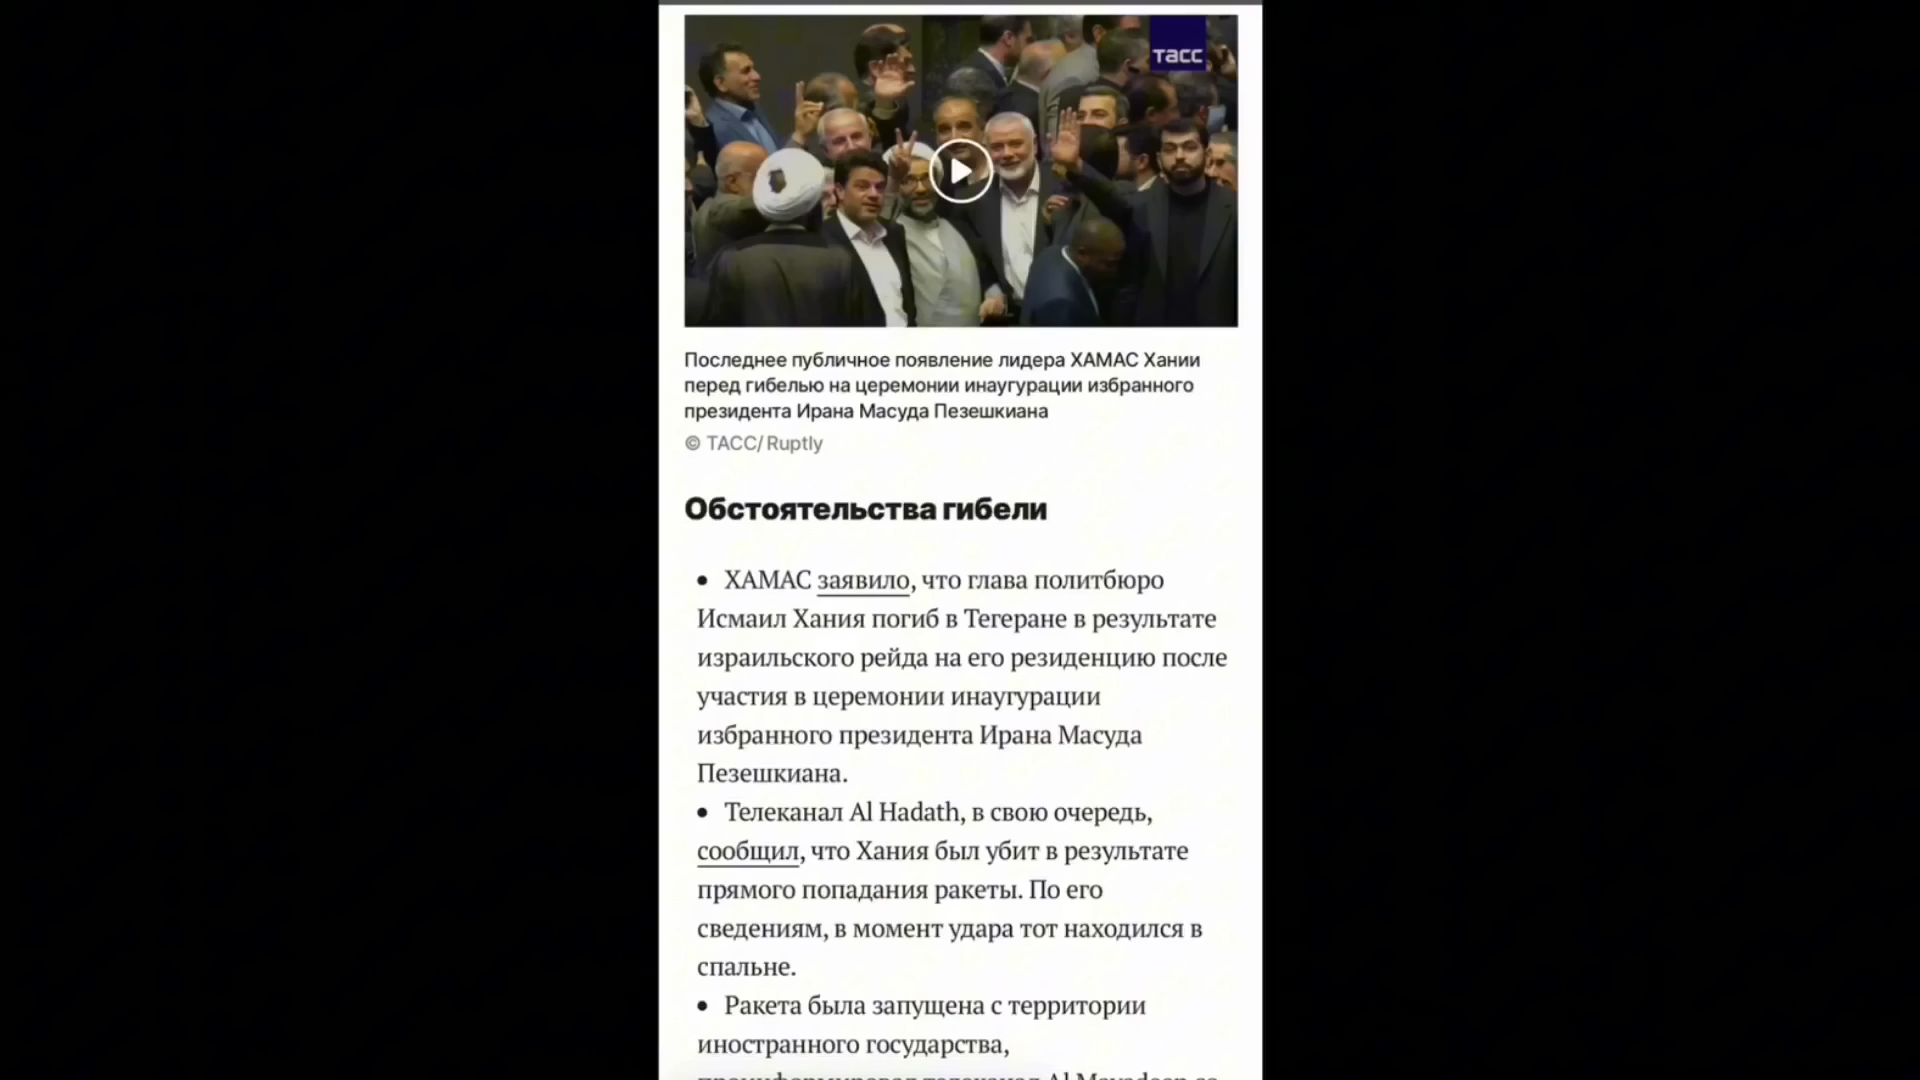 тасс
Последнее публичное появление лидера ХАМАС Хании
перед гибелью на церемонии инаугурации избранного
президента Ирана Масуда Пезешкиана
© ТАСС/ Ruptly
Обстоятельства гибели
• ХАМАС заявило, что глава политбюро
Исмаил Хания погиб в Тегеране в результате
израильского рейда на его резиденцию после
участия в церемонии инаугурации
избранного президента Ирана Масуда
Пезешкиана.
• Телеканал Al Hadath, в свою очередь,
сообщил, что Хания был убит в результате
прямого попадания ракеты. По его
сведениям, в момент удара тот находился в
спальне.
• Ракета была запущена с территории
иностранного государства,